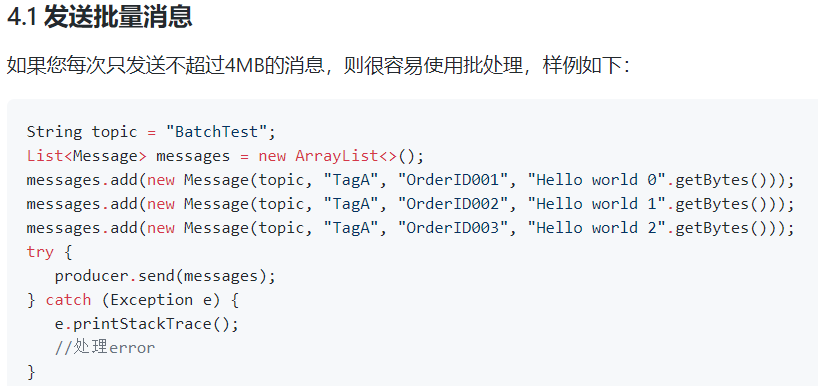 4.1 发送批量消息
如果您每次只发送不超过4MB的消息，则很容易使用批处理，样例如下：
String topic = "BatchTest";
List<Message> messages = new ArrayList<>();
messages.add(new Message(topic, "TagA", "OrderID001", "Hello world 0".getBytes()));
messages.add(new Message(topic, "TagA", "OrderID002", "Hello world 1".getBytes()));
messages.add(new Message(topic, "TagA", "OrderID003", "Hello world 2".getBytes()));
try {
   producer.send(messages);
} catch (Exception e) {
   e.printStackTrace();
   //处理error
}